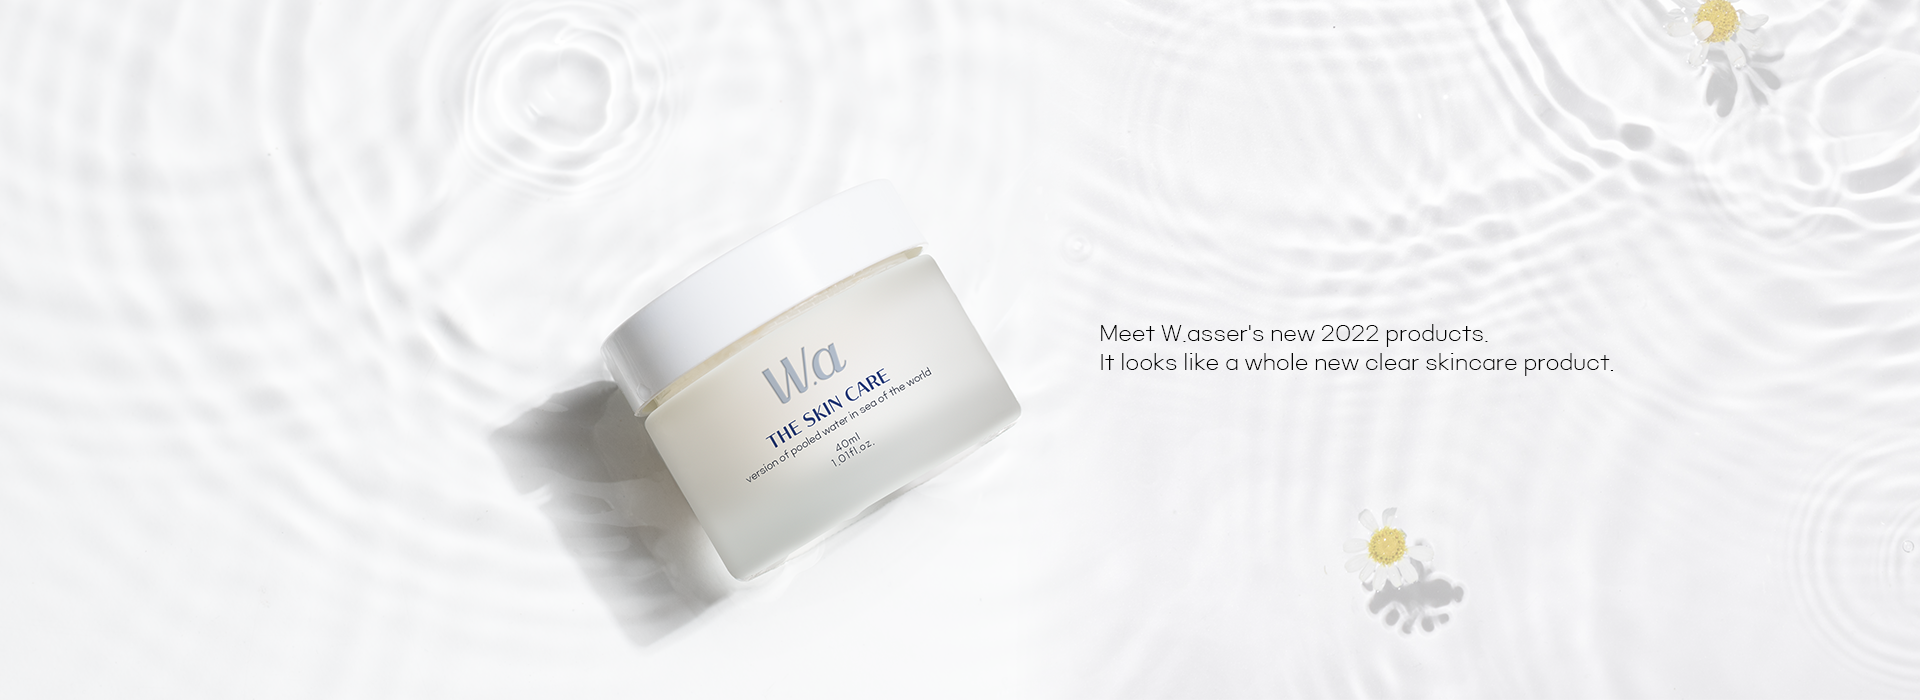 W.a
THE SKIN CARE
version of pooled water in sea of the world
40ml
1.01fl.oz.
Meet W.asser's new 2022 products.
It looks like a whole new clear skincare product.